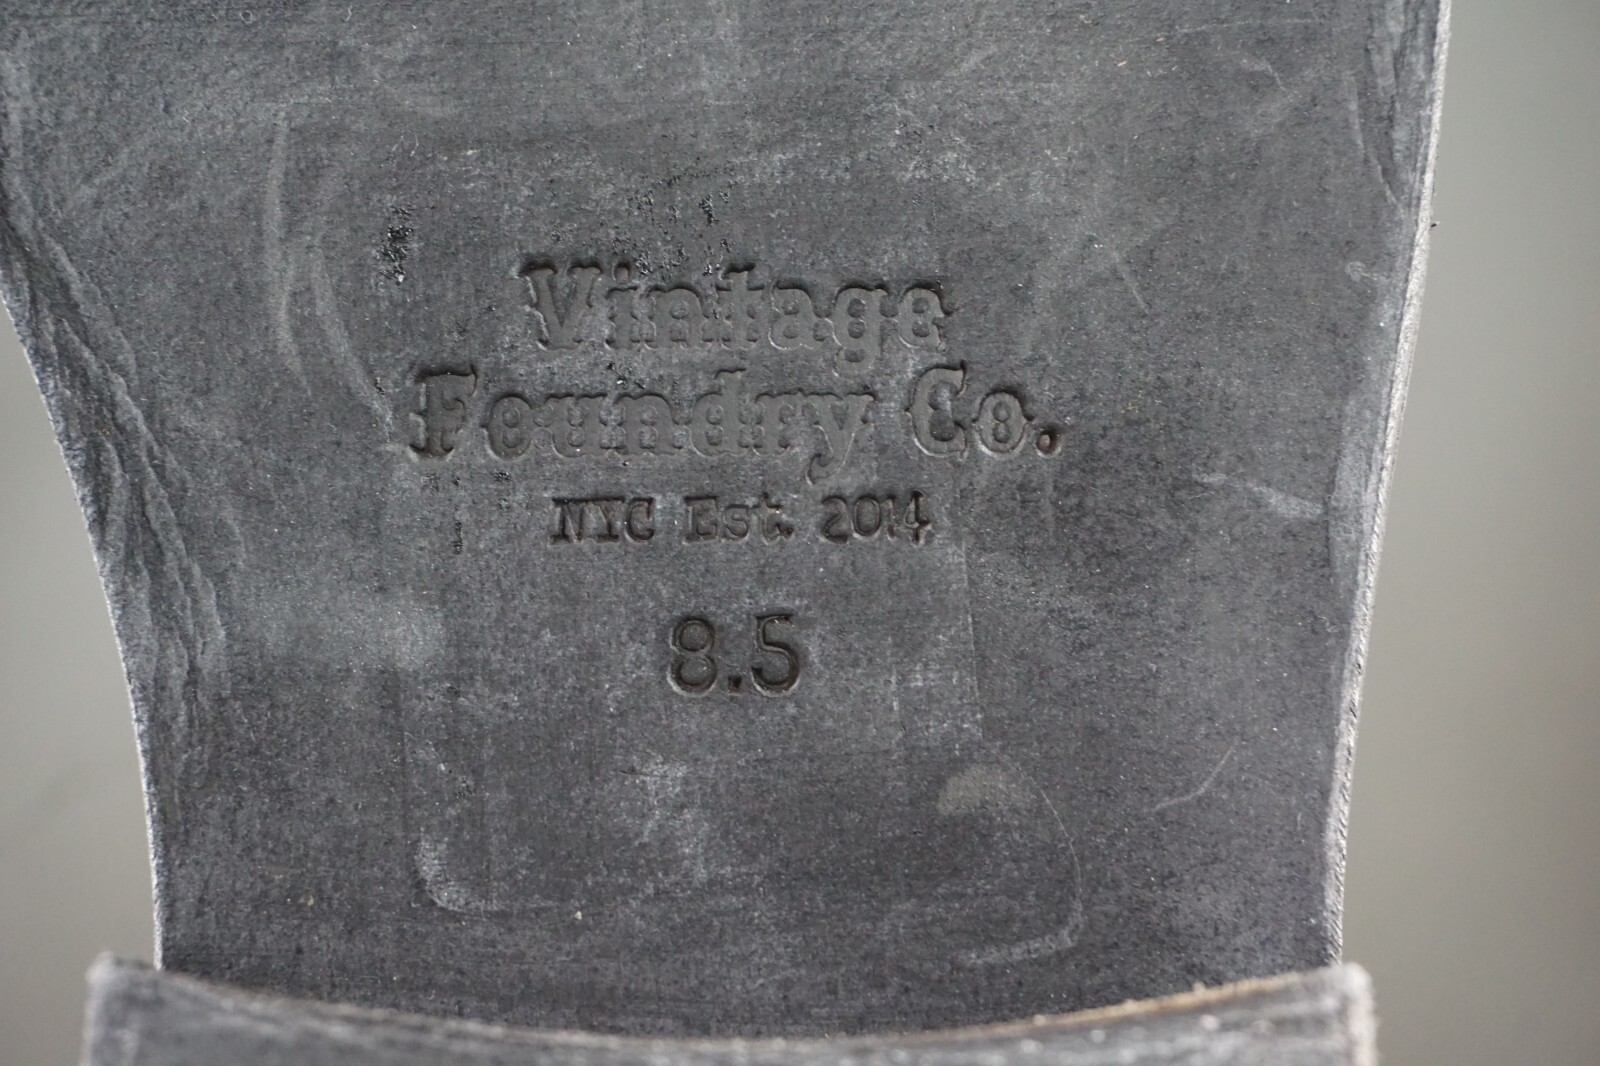 Vintage
Foundry Co.
NYC Est. 2014
8.5